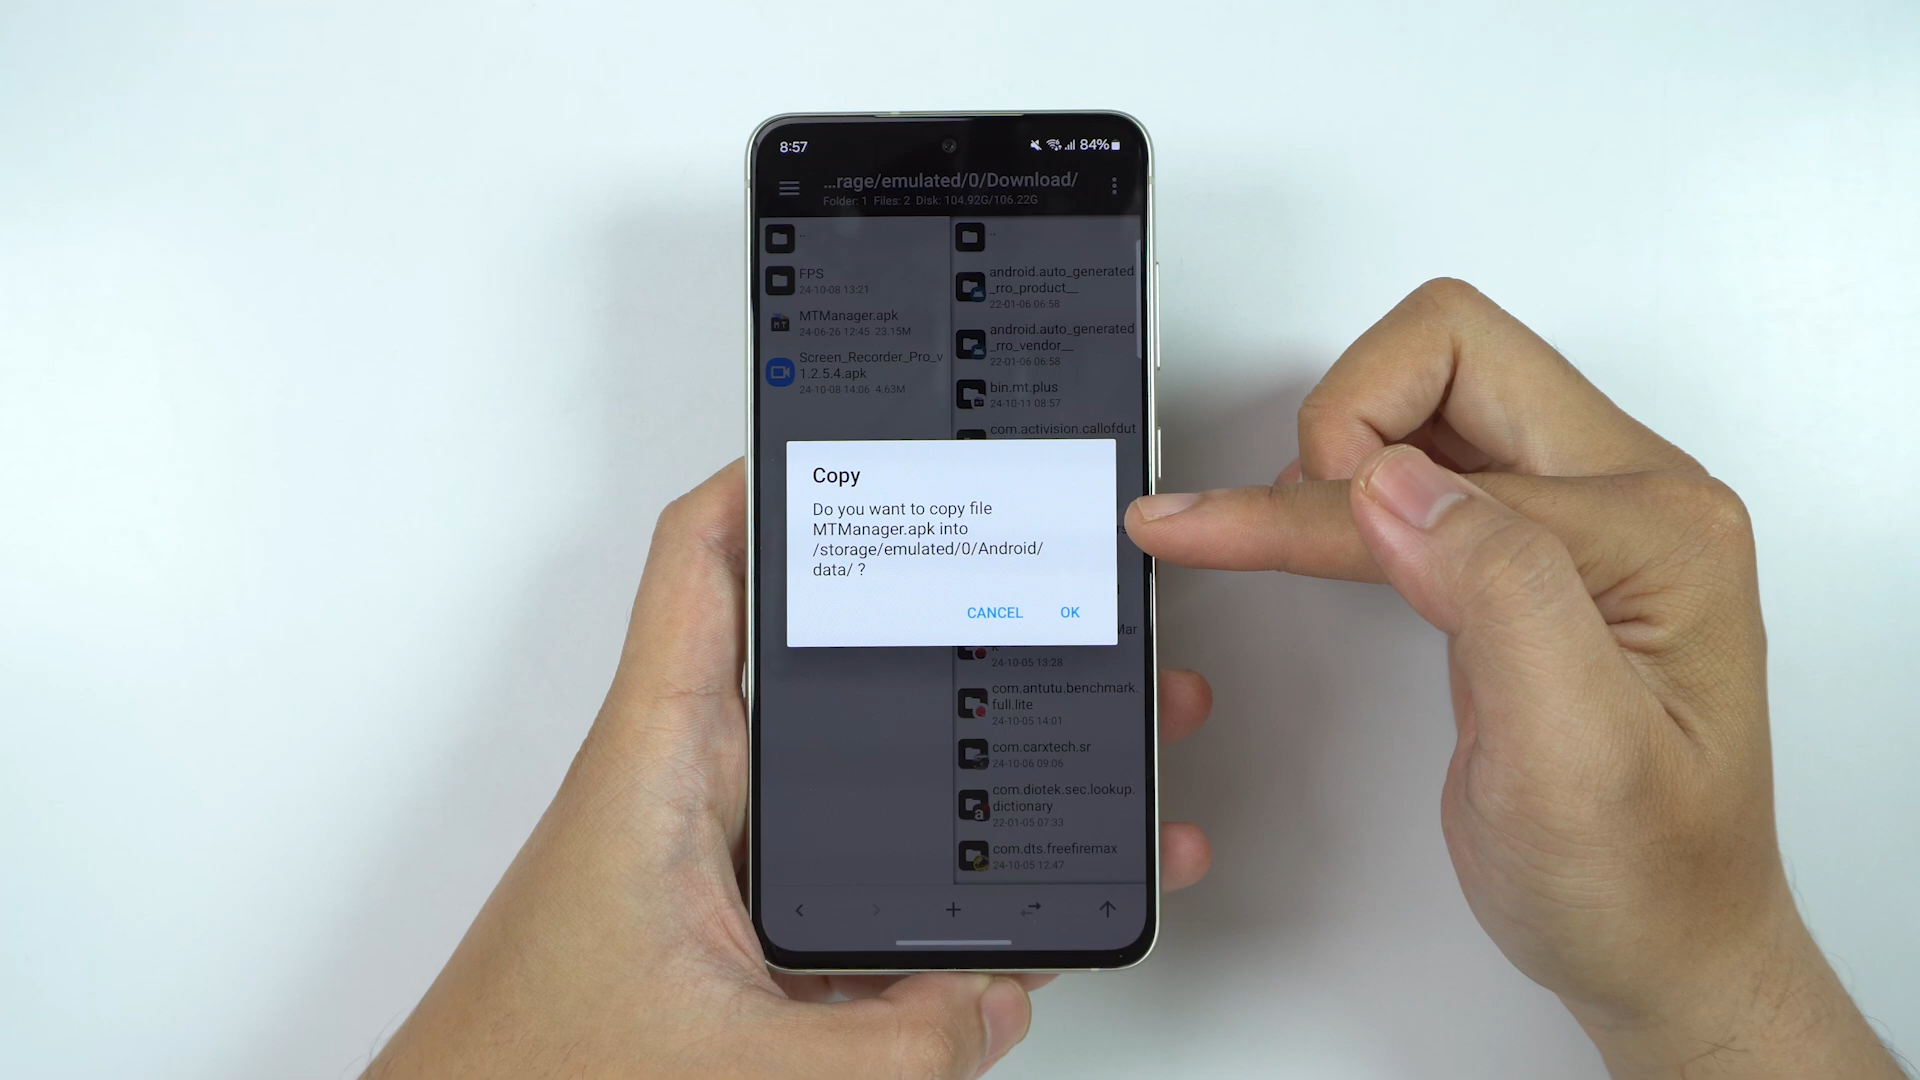 8:57
84%
...rage/emulated/0/Download/
Folder: 1 Files: 2 Disk: 104.92G/106.22G
..
FPS
24-10-08 13:21
MTManager.apk
24-06-26 12:45 23.15M
Screen_Recorder_Pro_v
1.2.5.4.apk
24-10-08 14:06 4.63M
..
android.auto_generated
_rro_product__
22-01-06 06:58
android.auto_generated
_rro_vendor__
22-01-06 06:58
bin.mt.plus
24-10-11 08:57
com.activision.callofdut
Copy
Do you want to copy file
MTManager.apk into
/storage/emulated/0/Android/
data/ ?
CANCEL OK
Mar
k
24-10-05 13:28
com.antutu.benchmark.
full.lite
24-10-05 14:01
com.carxtech.sr
24-10-06 09:06
com.diotek.sec.lookup.
dictionary
22-01-05 07:33
com.dts.freefiremax
24-10-05 12:47